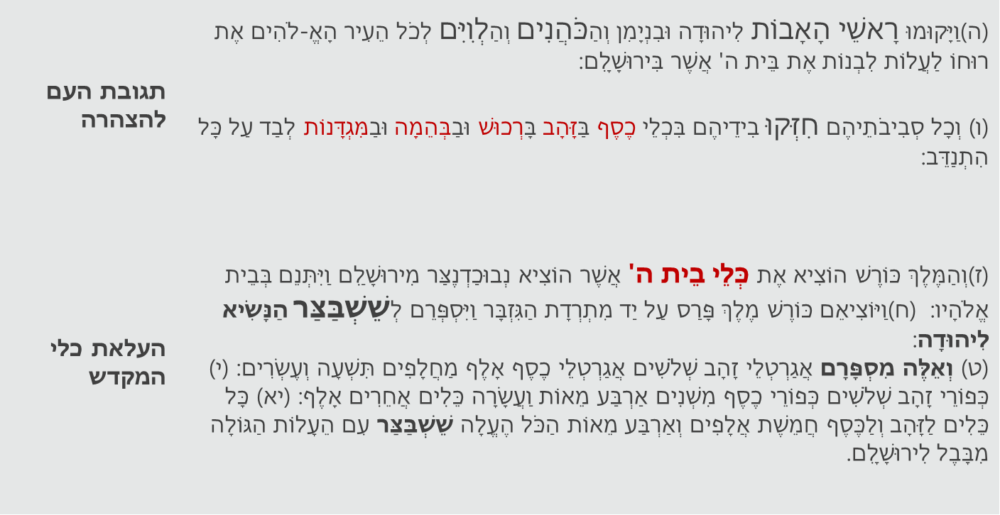 (ה)וַיָּקוּמוּ רָאשֵׁי הָאָבוֹת לִיהוּדָה וּבִנְיָמִן וְהַכֹּהֲנִים וְהַלְוִיִּם לְכֹל הֵעִיר הָאֱ-לֹהִים אֶת
רוּחוֹ לַעֲלוֹת לִבְנוֹת אֶת בֵּית ה' אֲשֶׁר בִּירוּשָׁלִָם:
תגובת העם
להצהרה
(ו) וְכָל סְבִיבֹתֵיהֶם חִזְּקוּ בִידֵיהֶם בִּכְלֵי כֶסֶף בַּזָּהָב בָּרְכוּשׁ וּבַבְּהֵמָה וּבַמִּגְדָּנוֹת לְבַד עַל כָּל
הִתְנַדֵּב:
(ז)וְהַמֶּלֶךְ כּוֹרֶשׁ הוֹצִיא אֶת כְּלֵי בֵית ה' אֲשֶׁר הוֹצִיא נְבוּכַדְנֶצַּר מִירוּשָׁלִַם וַיִּתְּנֵם בְּבֵית
אֱלֹהָיו: (ח)וַיּוֹצִיאֵם כּוֹרֶשׁ מֶלֶךְ פָּרַס עַל יַד מִתְרְדָת הַגִּזְבָּר וַיִּסְפְּרֵם לְשֵׁשְׁבַּצַּר הַנָּשִׂיא
לִיהוּדָה:
העלאת כלי
המקדש
(ט) וְאֵלֶּה מִסְפָּרָם אֲגַרְטְלֵי זָהָב שְׁלֹשִׁים אֲגַרְטְלֵי כֶסֶף אָלֶף מַחֲלָפִים תִּשְׁעָה וְעֶשְׂרִים: (י)
כְּפוֹרֵי זָהָב שְׁלֹשִׁים כְּפוֹרֵי כֶסֶף מִשְׁנִים אַרְבַּע מֵאוֹת וַעֲשָׂרָה כֵּלִים אֲחֵרִים אָלֶף: (יא) כָּל
כֵּלִים לַזָּהָב וְלַכֶּסֶף חֲמֵשֶׁת אֲלָפִים וְאַרְבַּע מֵאוֹת הַכֹּל הֶעֱלָה שֵׁשְׁבַּצַּר עִם הֵעָלוֹת הַגּוֹלָה
מִבָּבֶל לִירוּשָׁלִָם.